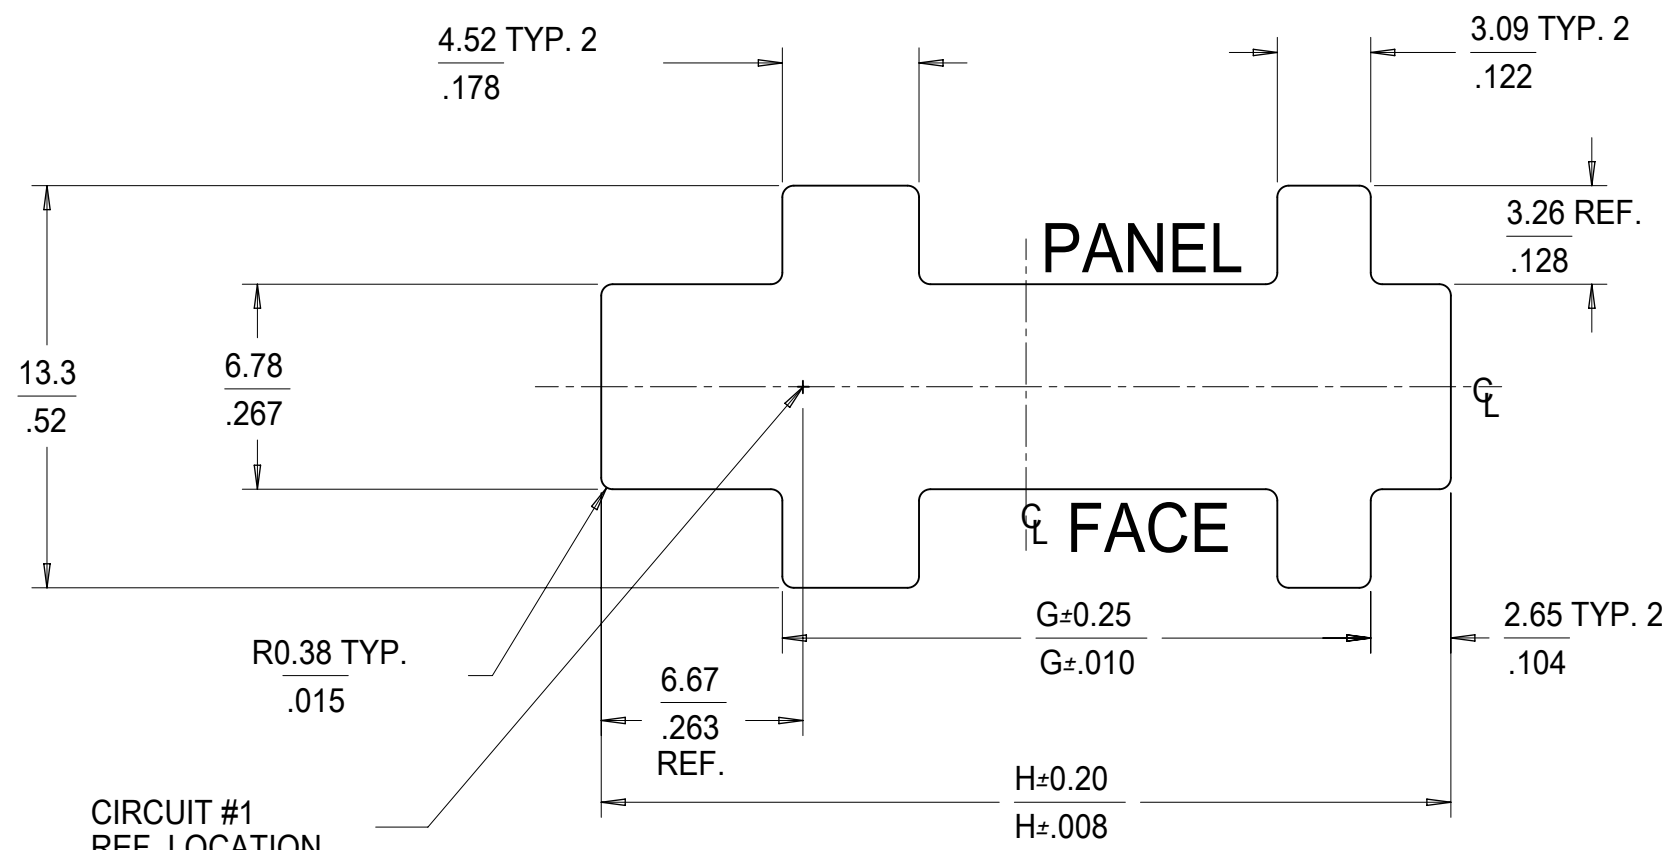 4.52 TYP. 2
.178
3.09 TYP. 2
.122
3.26 REF.
.128
PANEL
13.3
.52
6.78
.267
℄
℄
FACE
G±0.25
G±.010
2.65 TYP. 2
.104
R0.38 TYP.
.015
6.67
.263
REF.
H±0.20
H±.008
CIRCUIT #1
REF. LOCATION